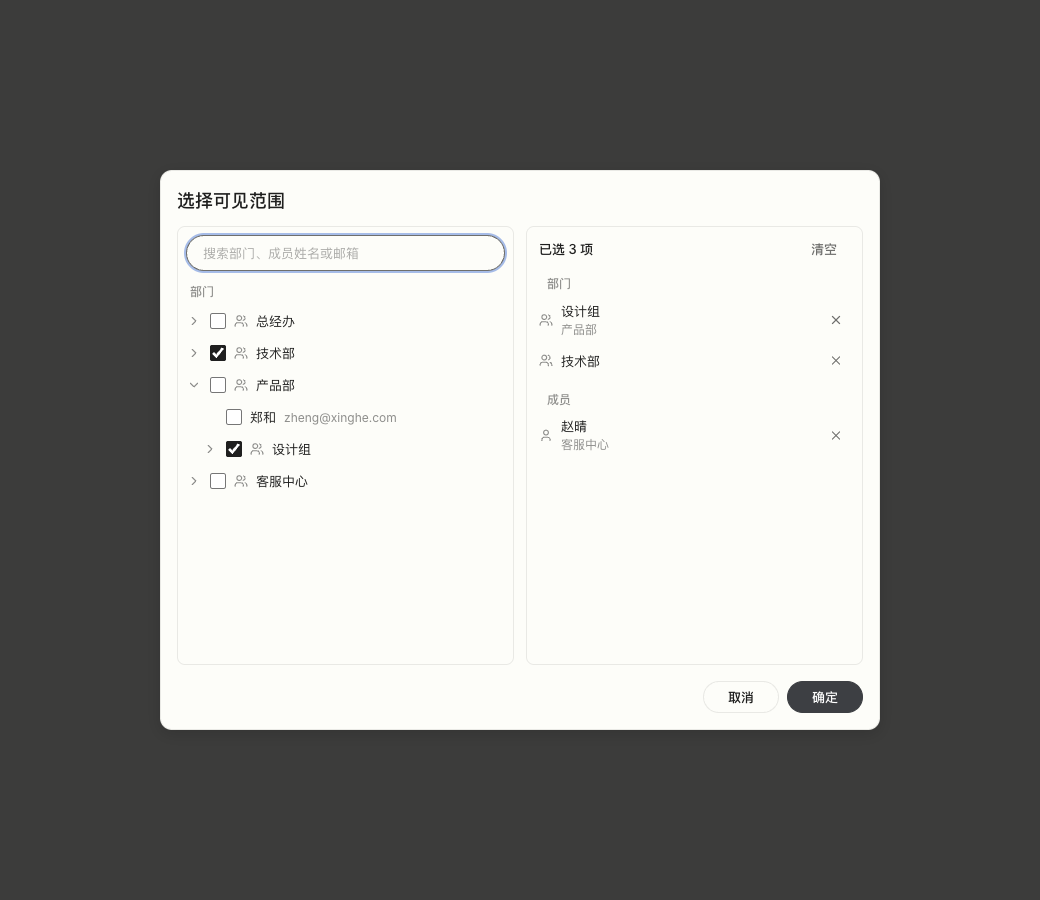 选择可见范围
搜索部门、成员姓名或邮箱
部门
总经办
技术部
产品部
郑和 zheng@xinghe.com
设计组
客服中心
已选 3 项 清空
部门
设计组
产品部
技术部
成员
赵晴
客服中心
取消 确定